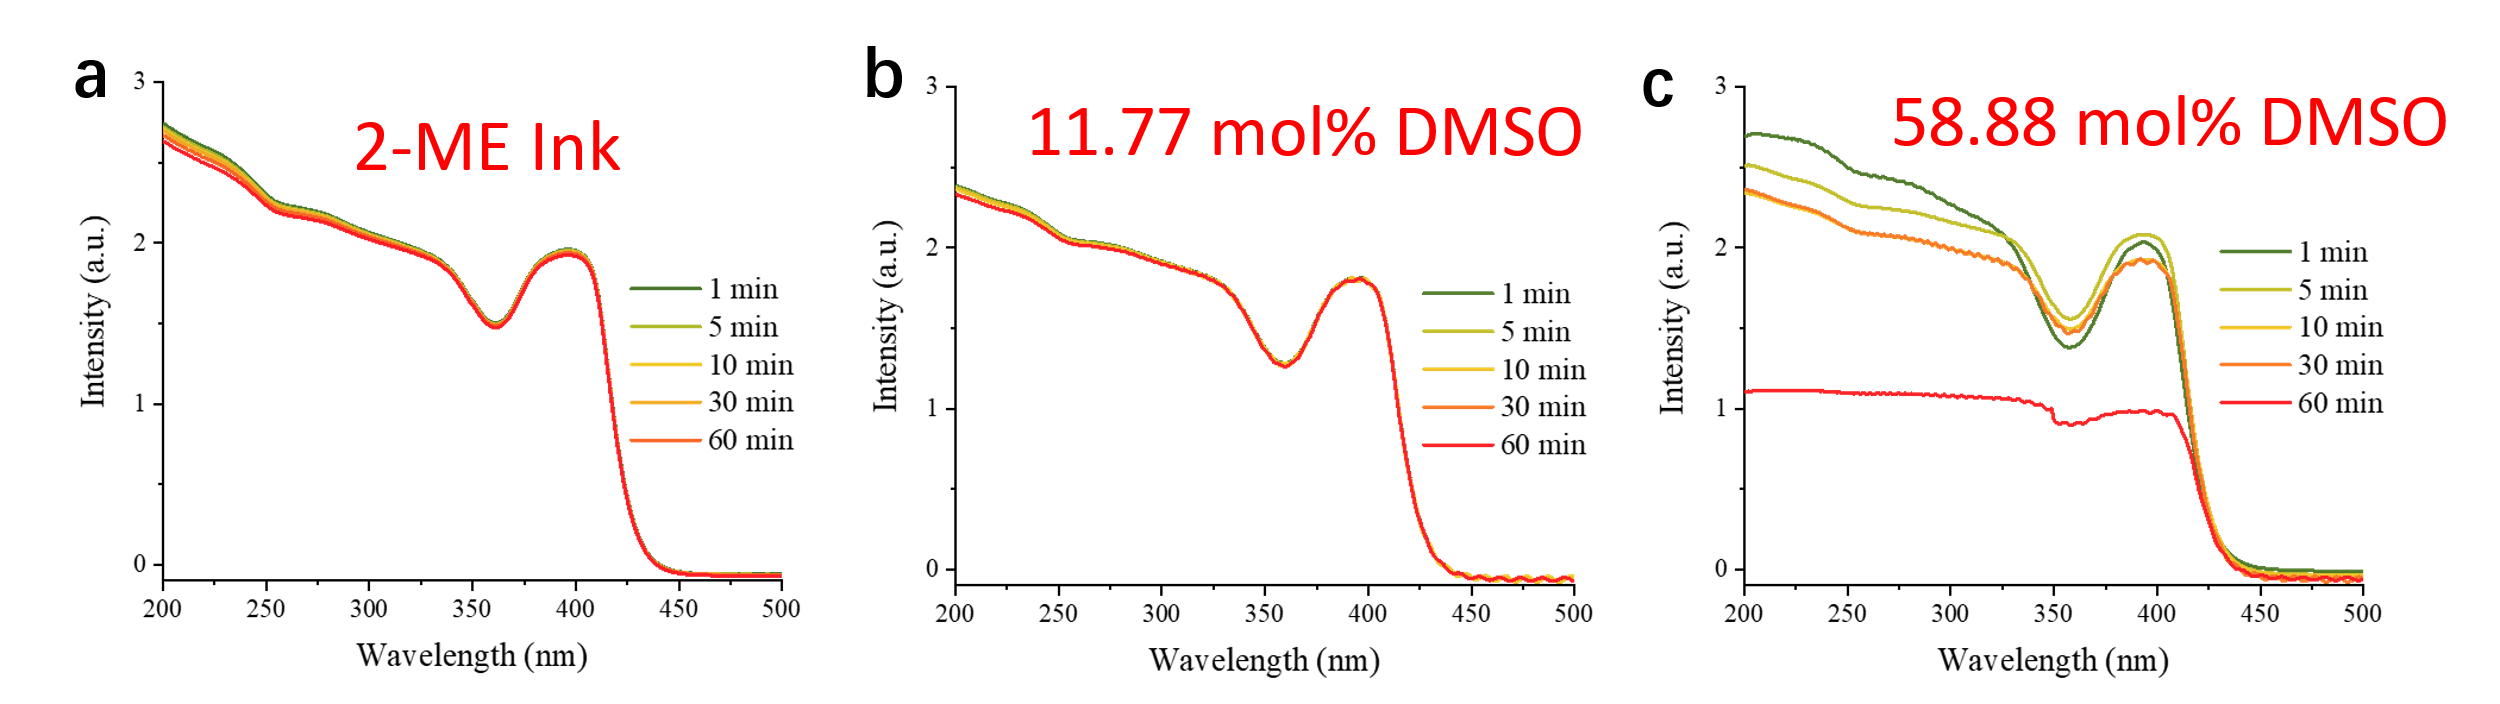 a
2-ME Ink
3
2
1
0
Intensity (a.u.)
1 min
5 min
10 min
30 min
60 min
200 250 300 350 400 450 500
Wavelength (nm)
b
11.77 mol% DMSO
3
2
1
0
Intensity (a.u.)
1 min
5 min
10 min
30 min
60 min
200 250 300 350 400 450 500
Wavelength (nm)
c
58.88 mol% DMSO
3
2
1
0
Intensity (a.u.)
1 min
5 min
10 min
30 min
60 min
200 250 300 350 400 450 500
Wavelength (nm)